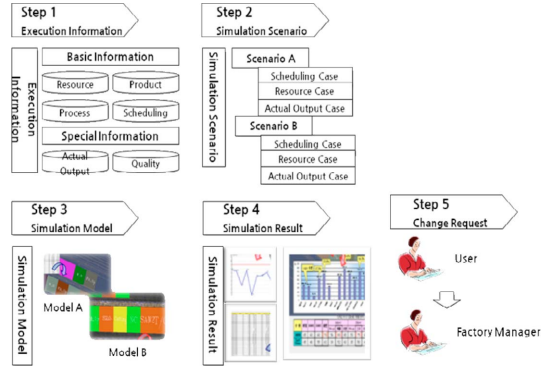 Step 1
Execution Information
Execution Information
Basic Information
Resource
Product
Process
Scheduling
Special Information
Actual Output
Quality
Step 2
Simulation Scenario
Simulation Scenario
Scenario A
Scheduling Case
Resource Case
Actual Output Case
Scenario B
Scheduling Case
Resource Case
Actual Output Case
Step 3
Simulation Model
Simulation Model
Model A
Model B
Step 4
Simulation Result
Simulation Result
Step 5
Change Request
User
Factory Manager